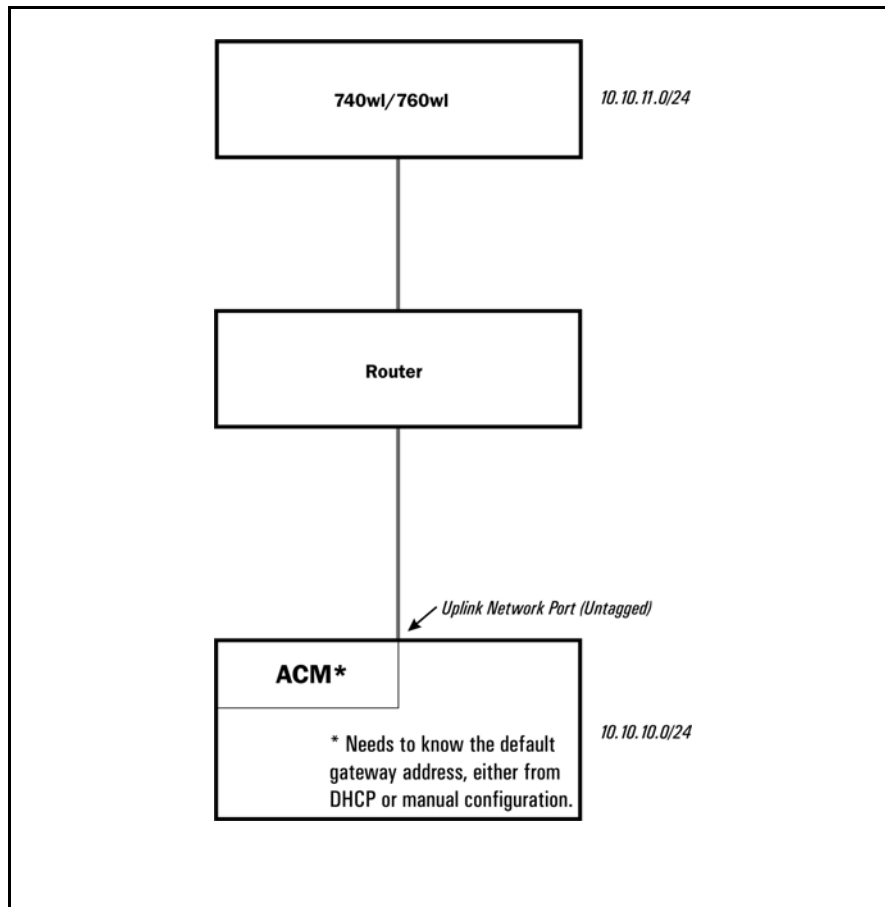 740wl/760wl
10.10.11.0/24
Router
Uplink Network Port (Untagged)
ACM*
* Needs to know the default
gateway address, either from
DHCP or manual configuration.
10.10.10.0/24